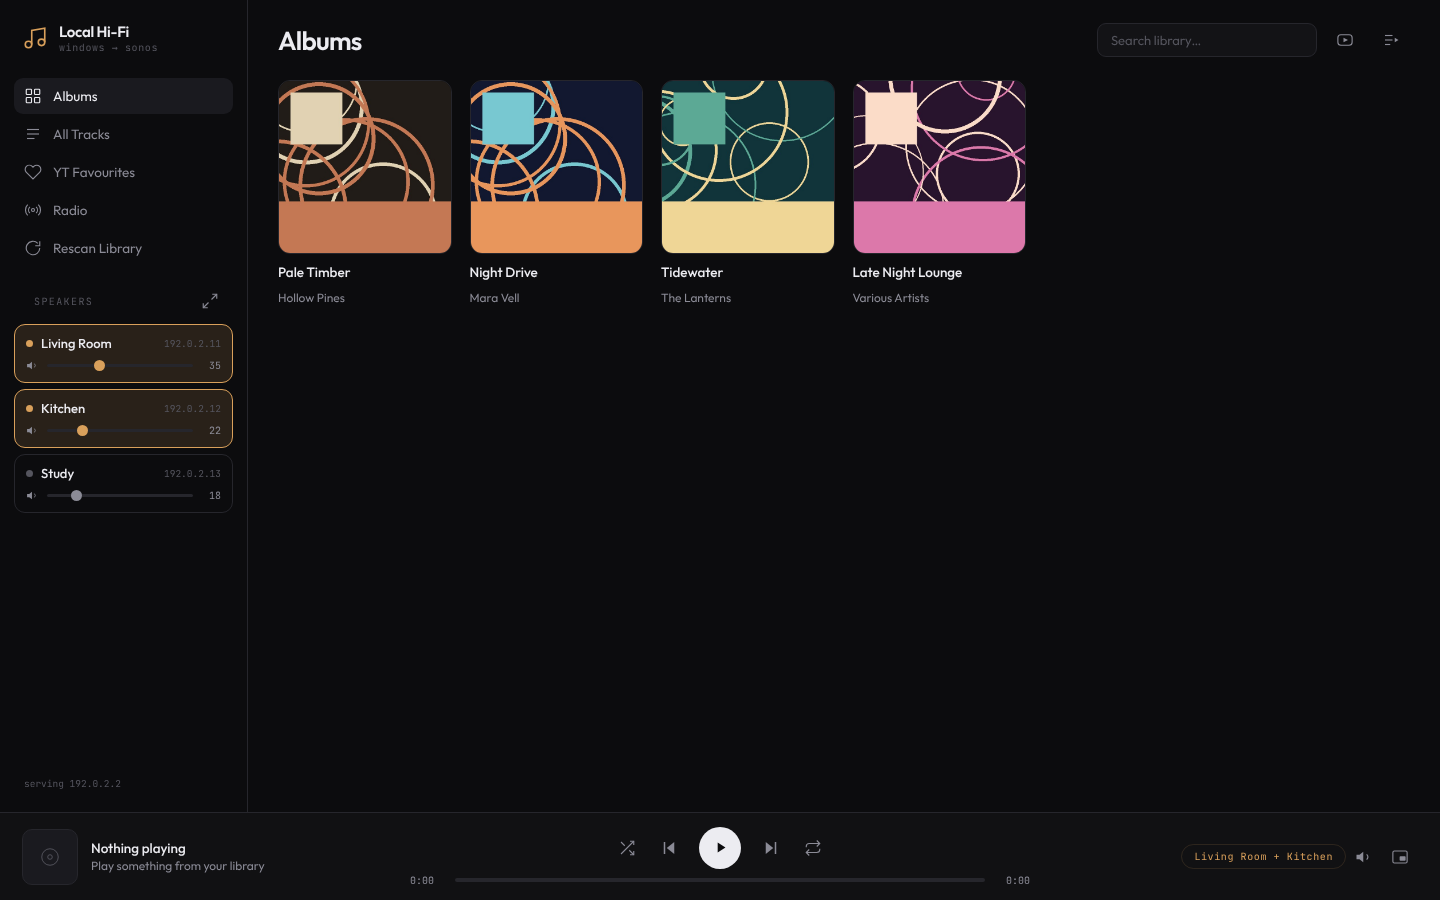 Local Hi-Fi
windows → sonos
Albums
All Tracks
YT Favourites
Radio
Rescan Library
SPEAKERS
Living Room 192.0.2.11
35
Kitchen 192.0.2.12
22
Study 192.0.2.13
18
serving 192.0.2.2
Albums
Search library...
Pale Timber
Hollow Pines
Night Drive
Mara Vell
Tidewater
The Lanterns
Late Night Lounge
Various Artists
Nothing playing
Play something from your library
0:00
0:00
Living Room + Kitchen